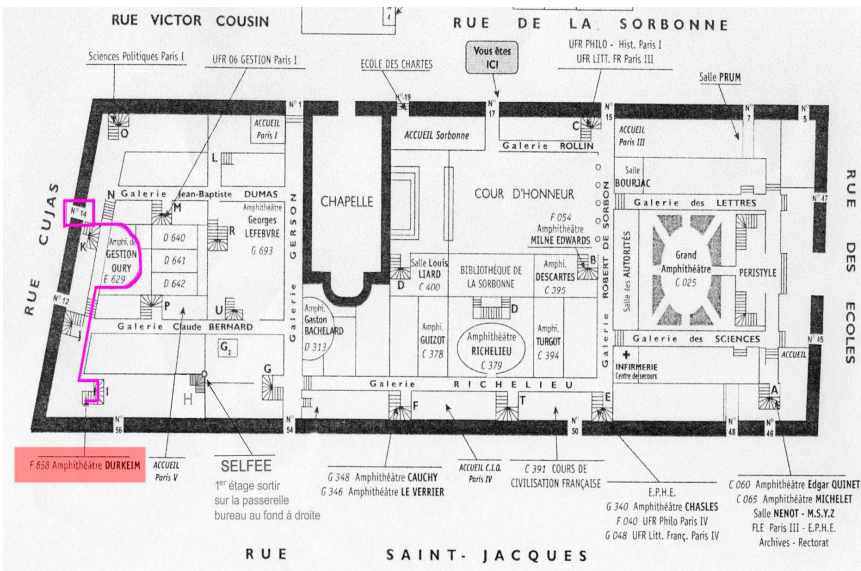 RUE VICTOR COUSIN
RUE DE LA SORBONNE
Sciences Politiques Paris I
UFR 06 GESTION Paris I
ECOLE DES CHARTES
Vous êtes
ICI
UFR PHILO - Hist. Paris I
UFR LITT. FR Paris III
Salle PRUM
N° 1
N° 19
N° 17
N° 15
N° 7
N° 5
O
ACCUEIL
Paris I
ACCUEIL Sorbonne
C
Galerie ROLLIN
ACCUEIL
Paris III
L
Galerie Jean-Baptiste DUMAS
CHAPELLE
COUR D'HONNEUR
Salle
BOURJAC
Galerie des LETTRES
N° 47
RUE CUJAS
N° 14
N
M
K
Amphi. de
GESTION
OURY
E 629
D 640
D 641
D 642
R
Amphithéâtre
Georges
LEFEBVRE
G 693
Galerie GERSON
F 054
Amphithéâtre
MILNE EDWARDS
B
Galerie ROBERT DE SORBON
Salle des AUTORITÉS
Grand
Amphithéâtre
C 025
PERISTYLE
RUE DES ECOLES
Salle Louis
LIARD
C 400
D
BIBLIOTHÈQUE DE
LA SORBONNE
Amphi.
DESCARTES
C 395
N° 12
J
P
U
Galerie Claude BERNARD
Amphi.
Gaston
BACHELARD
D 313
Amphi.
GUIZOT
C 378
D
Amphithéâtre
RICHELIEU
C 379
Amphi.
TURGOT
C 394
Galerie des SCIENCES
N° 45
G1
INFIRMERIE
Centre de secours
ACCUEIL
I
H
G
Galerie RICHELIEU
F
T
E
A
N° 56
N° 54
N° 50
N° 48
N° 46
F 658 Amphithéâtre DURKEIM
ACCUEIL
Paris V
SELFEE
1er étage sortir
sur la passerelle
bureau au fond à droite
G 348 Amphithéâtre CAUCHY
G 346 Amphithéâtre LE VERRIER
ACCUEIL C.I.O.
Paris IV
C 391 COURS DE
CIVILISATION FRANÇAISE
E.P.H.E.
G 340 Amphithéâtre CHASLES
F 040 UFR Philo Paris IV
G 048 UFR Litt. Franç. Paris IV
C 060 Amphithéâtre Edgar QUINET
C 065 Amphithéâtre MICHELET
Salle NENOT - M.S.Y.Z
FLE Paris III - E.P.H.E.
Archives - Rectorat
RUE SAINT-JACQUES